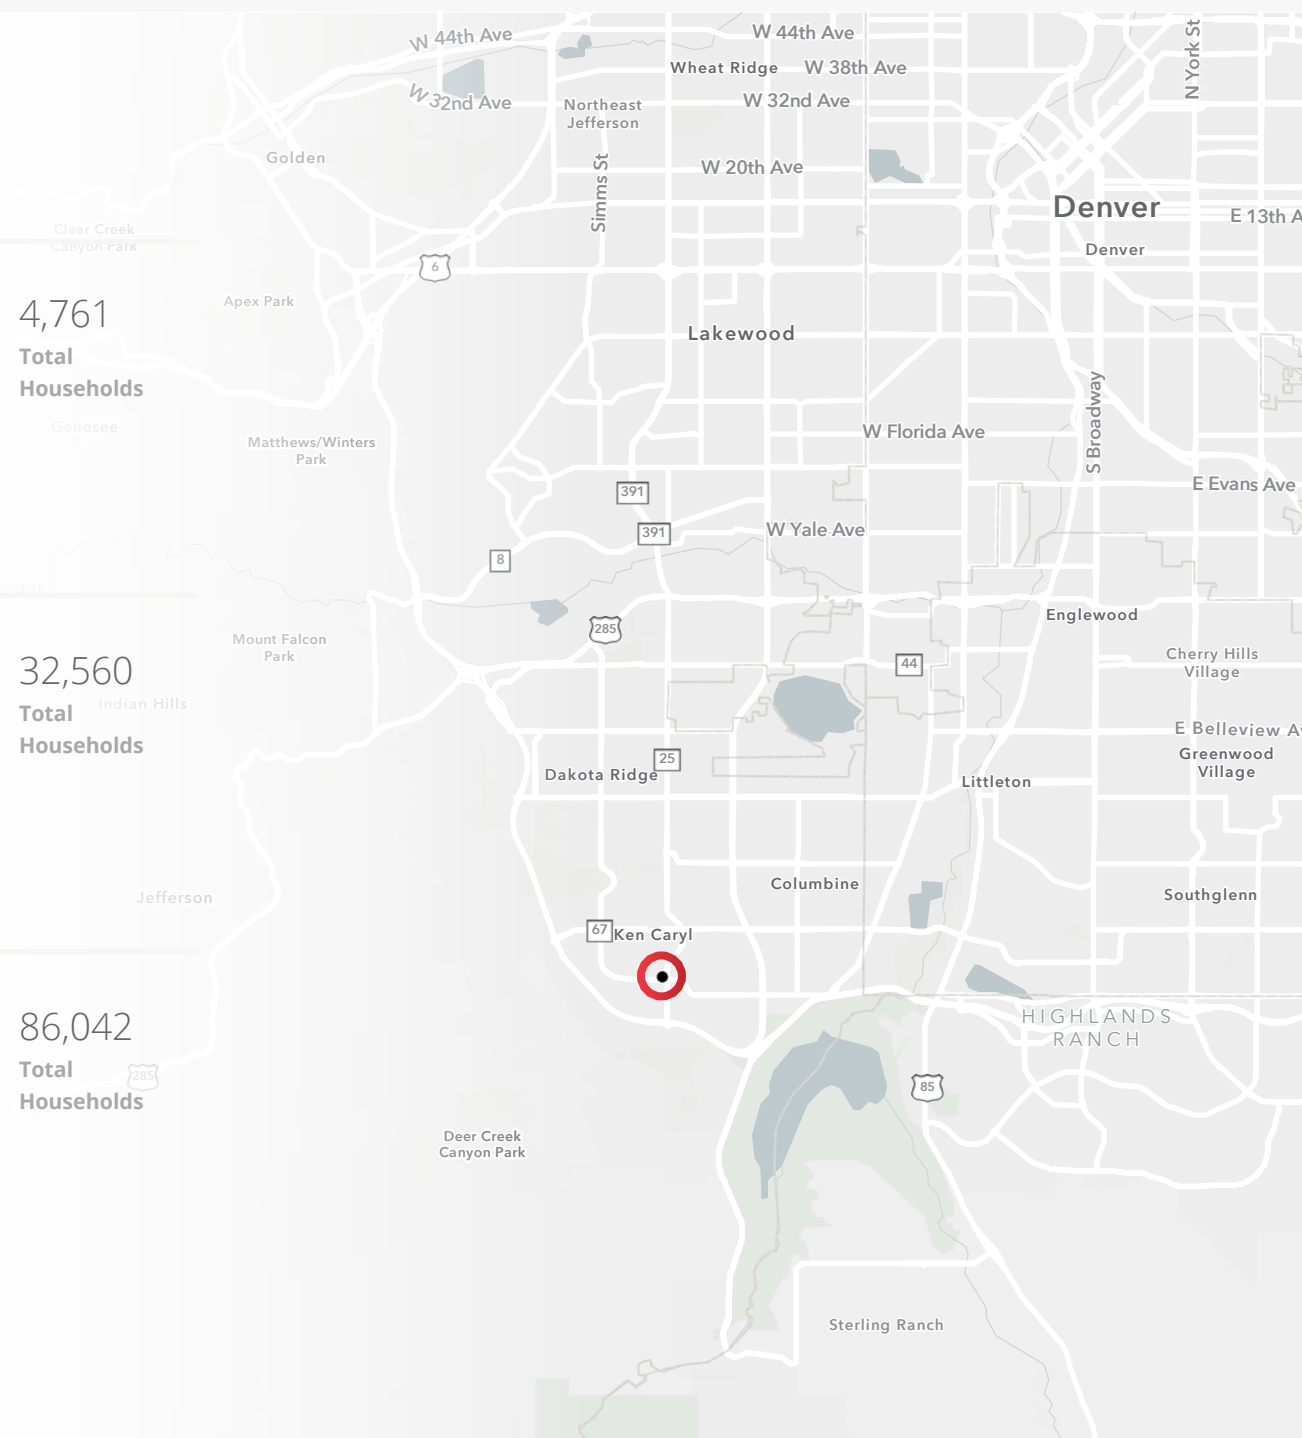 W 44th Ave
W 44th Ave
N York St
Wheat Ridge
W 38th Ave
W 32nd Ave
W 32nd Ave
Northeast
Jefferson
Golden
Simms St
W 20th Ave
Denver
E 13th A
Clear Creek
Canyon Park
Denver
6
Apex Park
4,761
Total
Households
Lakewood
S Broadway
Genesee
Matthews/Winters
Park
W Florida Ave
391
E Evans Ave
391
W Yale Ave
8
285
Englewood
Mount Falcon
Park
44
Cherry Hills
Village
32,560
Total
Households
Indian Hills
E Belleview Av
25
Dakota Ridge
Greenwood
Village
Littleton
Columbine
Jefferson
Southglenn
67
Ken Caryl
86,042
Total
Households
285
HIGHLANDS
RANCH
85
Deer Creek
Canyon Park
Sterling Ranch